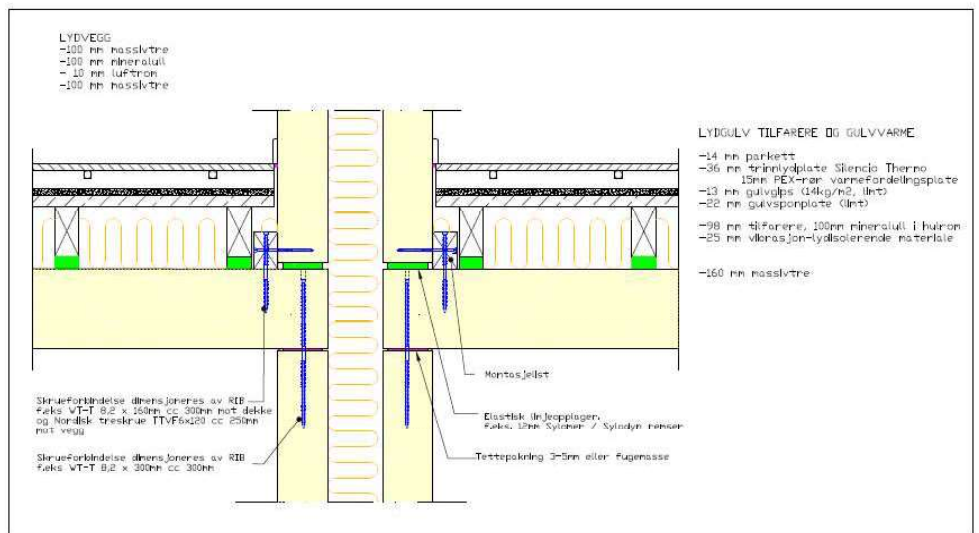 LYDVEGG
-100 mm massivtre
-100 mm mineralull
- 10 mm luftrom
-100 mm massivtre
LYDGULV TILFARERE OG GULVVARME
-14 mm parkett
-36 mm trinnlydplate Silencio Thermo
15mm PEX-rør varmefordelingsplate
-13 mm gulvgips (14kg/m2, limt)
-22 mm gulvsponplate (limt)
-98 mm tilfarere, 100mm mineralull i hulrom
-25 mm vibrasjon-lydisolerende materiale
-160 mm massivtre
Montasjelist
Skrueforbindelse dimensjoneres av RIB
f.eks WT-T 8,2 x 160mm cc 300mm mot dekke
og Nordisk treskrue TTVF6x120 cc 250mm
mot vegg
Elastisk linjeopplager,
f.eks. 12mm Sylomer / Sylodyn remser
Skrueforbindelse dimensjoneres av RIB
f.eks WT-T 8,2 x 300mm cc 300mm
Tettepakning 3-5mm eller fugemasse